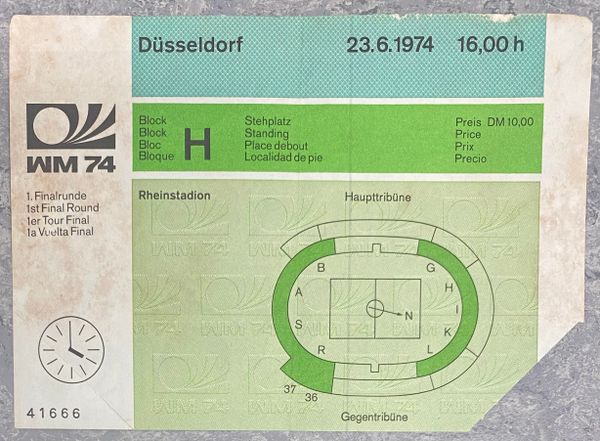 Düsseldorf 23.6.1974 16,00 h
WM 74
Block Stehplatz Preis DM 10,00
Block Standing Price
Bloc Place debout Prix
Bloque Localidad de pie Precio
H
1. Finalrunde
1st Final Round
1er Tour Final
1a Vuelta Final
Rheinstadion
Haupttribüne
B G
A H
I
S K
R L
N
37
36
Gegentribüne
41666